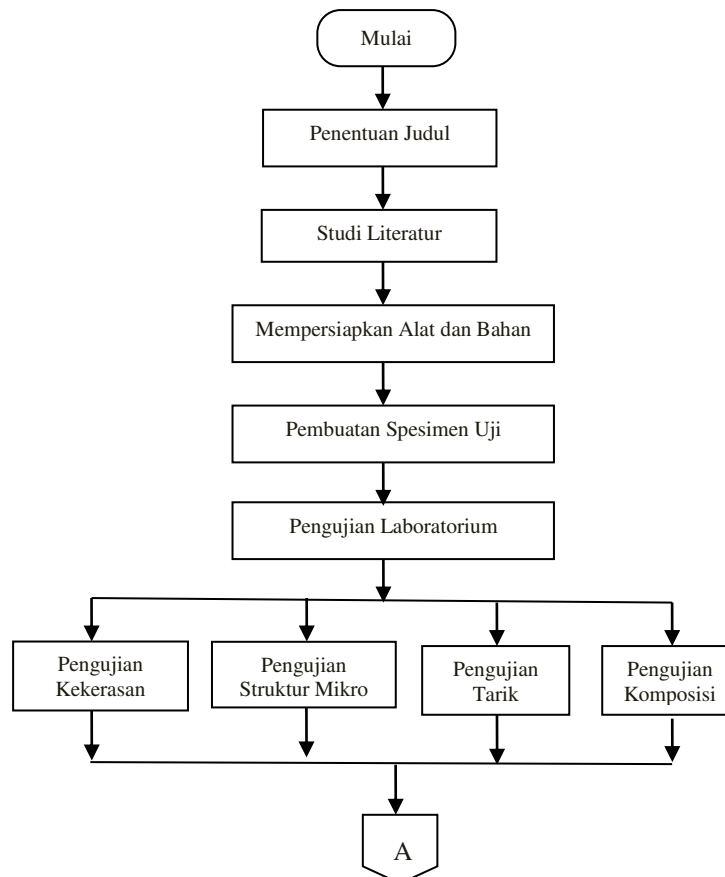 Mulai
Penentuan Judul
Studi Literatur
Mempersiapkan Alat dan Bahan
Pembuatan Spesimen Uji
Pengujian Laboratorium
Pengujian
Kekerasan
Pengujian
Struktur Mikro
Pengujian
Tarik
Pengujian
Komposisi
A